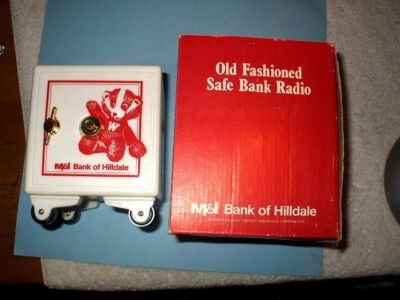 W
M&I Bank of Hilldale
Old Fashioned
Safe Bank Radio
M&I Bank of Hilldale